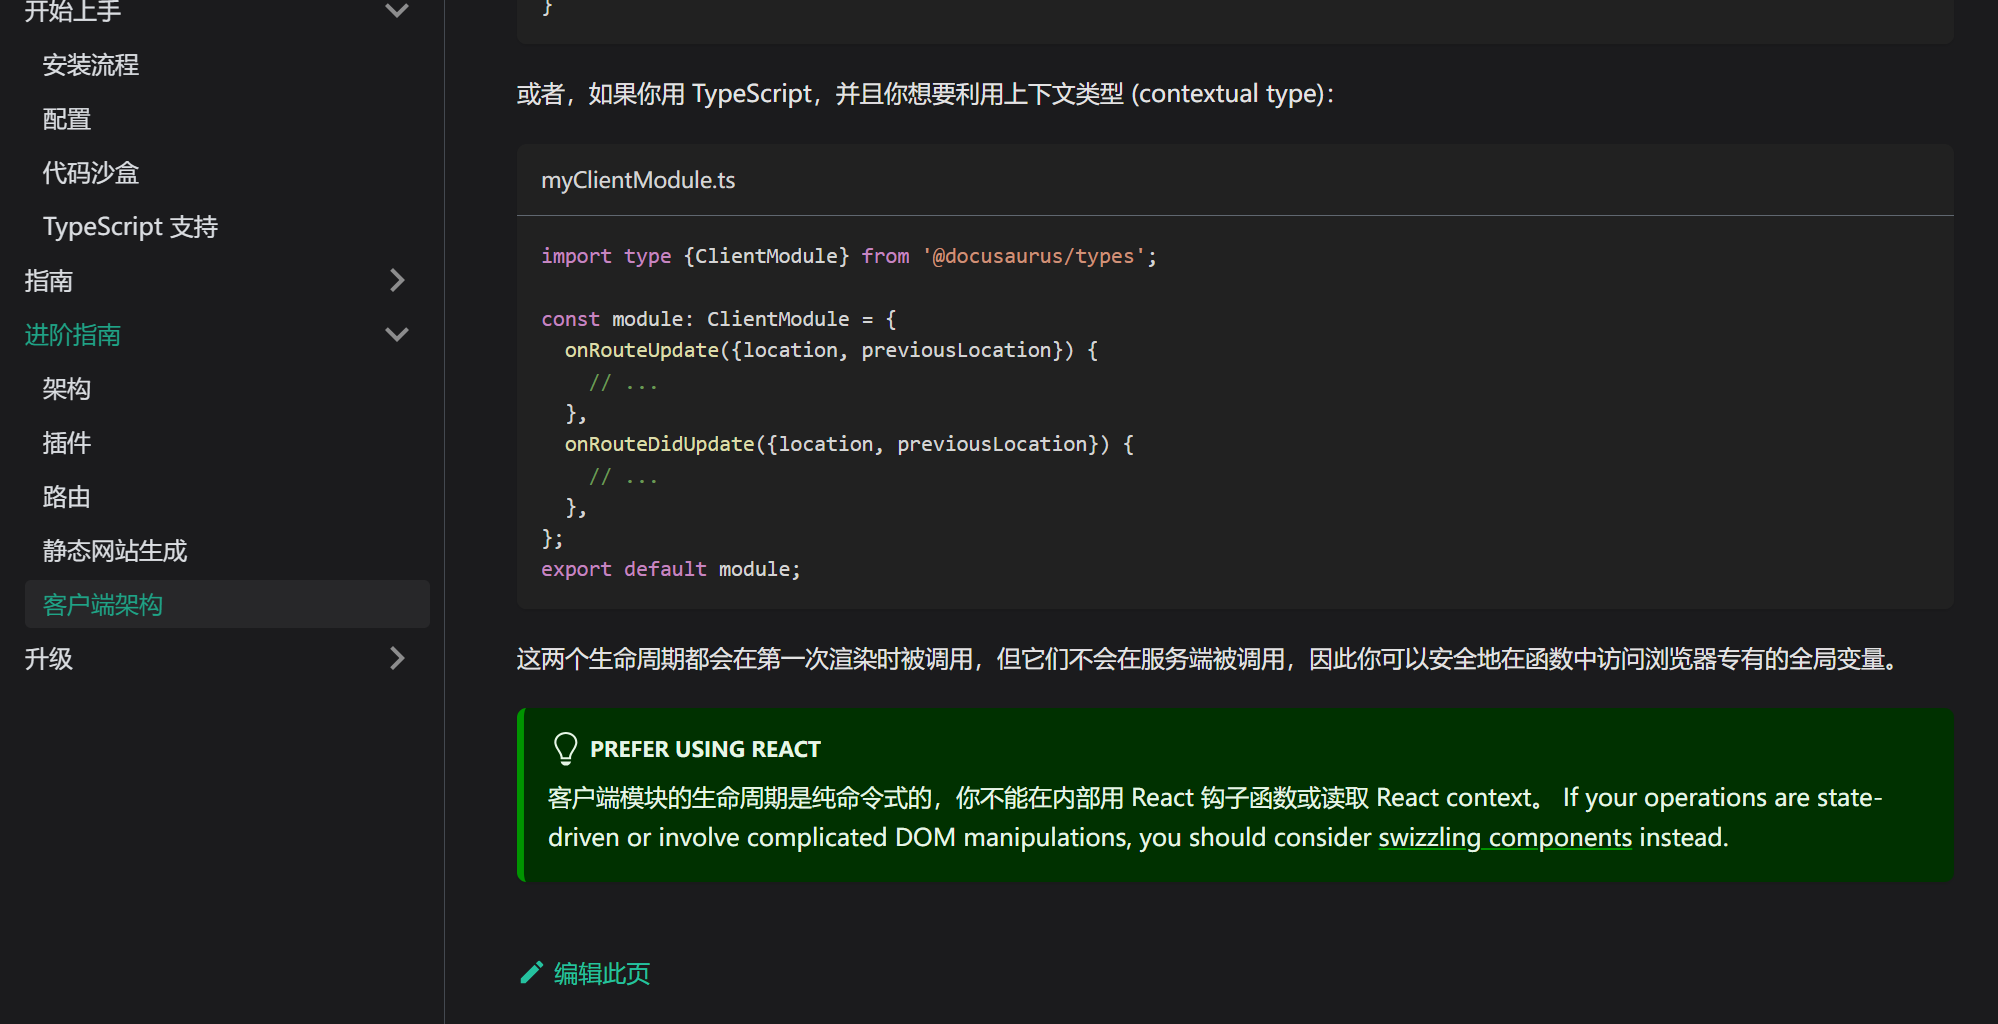 开始上手
安装流程
配置
代码沙盒
TypeScript 支持
指南
进阶指南
架构
插件
路由
静态网站生成
客户端架构
升级
}
或者，如果你用 TypeScript，并且你想要利用上下文类型 (contextual type)：
myClientModule.ts
import type {ClientModule} from '@docusaurus/types';
const module: ClientModule = {
  onRouteUpdate({location, previousLocation}) {
    // ...
  },
  onRouteDidUpdate({location, previousLocation}) {
    // ...
  },
};
export default module;
这两个生命周期都会在第一次渲染时被调用，但它们不会在服务端被调用，因此你可以安全地在函数中访问浏览器专有的全局变量。
PREFER USING REACT
客户端模块的生命周期是纯命令式的，你不能在内部用 React 钩子函数或读取 React context。 If your operations are state-
driven or involve complicated DOM manipulations, you should consider swizzling components instead.
编辑此页